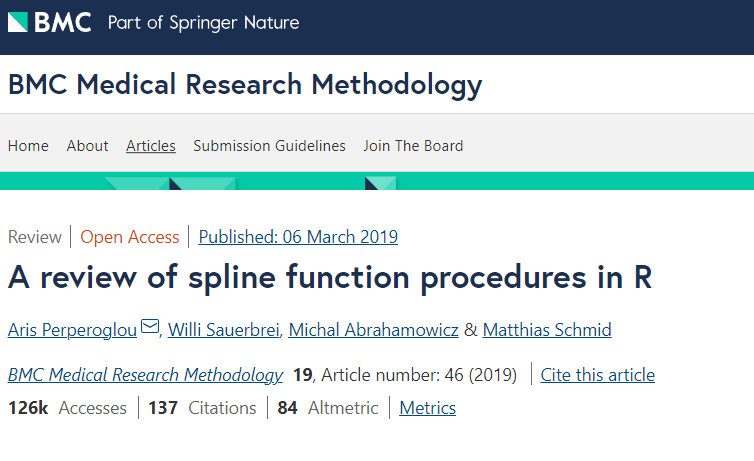 BMC Part of Springer Nature
BMC Medical Research Methodology
Home About Articles Submission Guidelines Join The Board
Review Open Access Published: 06 March 2019
A review of spline function procedures in R
Aris Perperoglou, Willi Sauerbrei, Michal Abrahamowicz & Matthias Schmid
BMC Medical Research Methodology 19, Article number: 46 (2019) Cite this article
126k Accesses 137 Citations 84 Altmetric Metrics